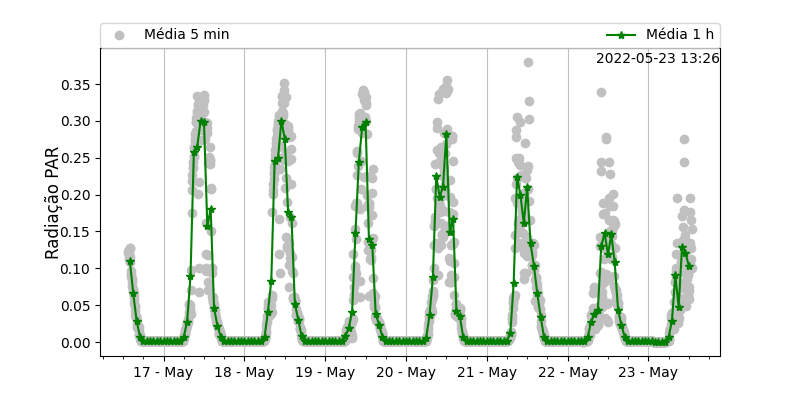 Média 5 min
Média 1 h
2022-05-23 13:26
Radiação PAR
0.35
0.30
0.25
0.20
0.15
0.10
0.05
0.00
17 - May
18 - May
19 - May
20 - May
21 - May
22 - May
23 - May